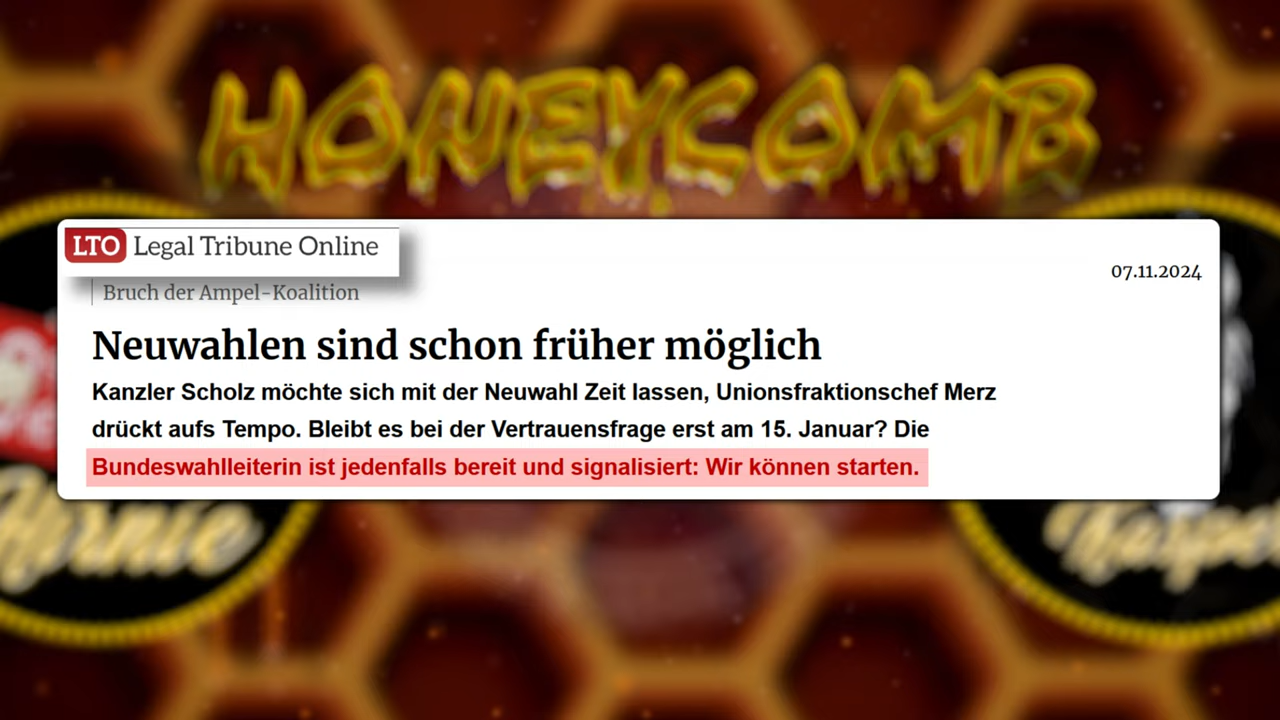 HONEYCOMB
LTO Legal Tribune Online
07.11.2024
Bruch der Ampel-Koalition
Neuwahlen sind schon früher möglich
Kanzler Scholz möchte sich mit der Neuwahl Zeit lassen, Unionsfraktionschef Merz
drückt aufs Tempo. Bleibt es bei der Vertrauensfrage erst am 15. Januar? Die
Bundeswahlleiterin ist jedenfalls bereit und signalisiert: Wir können starten.